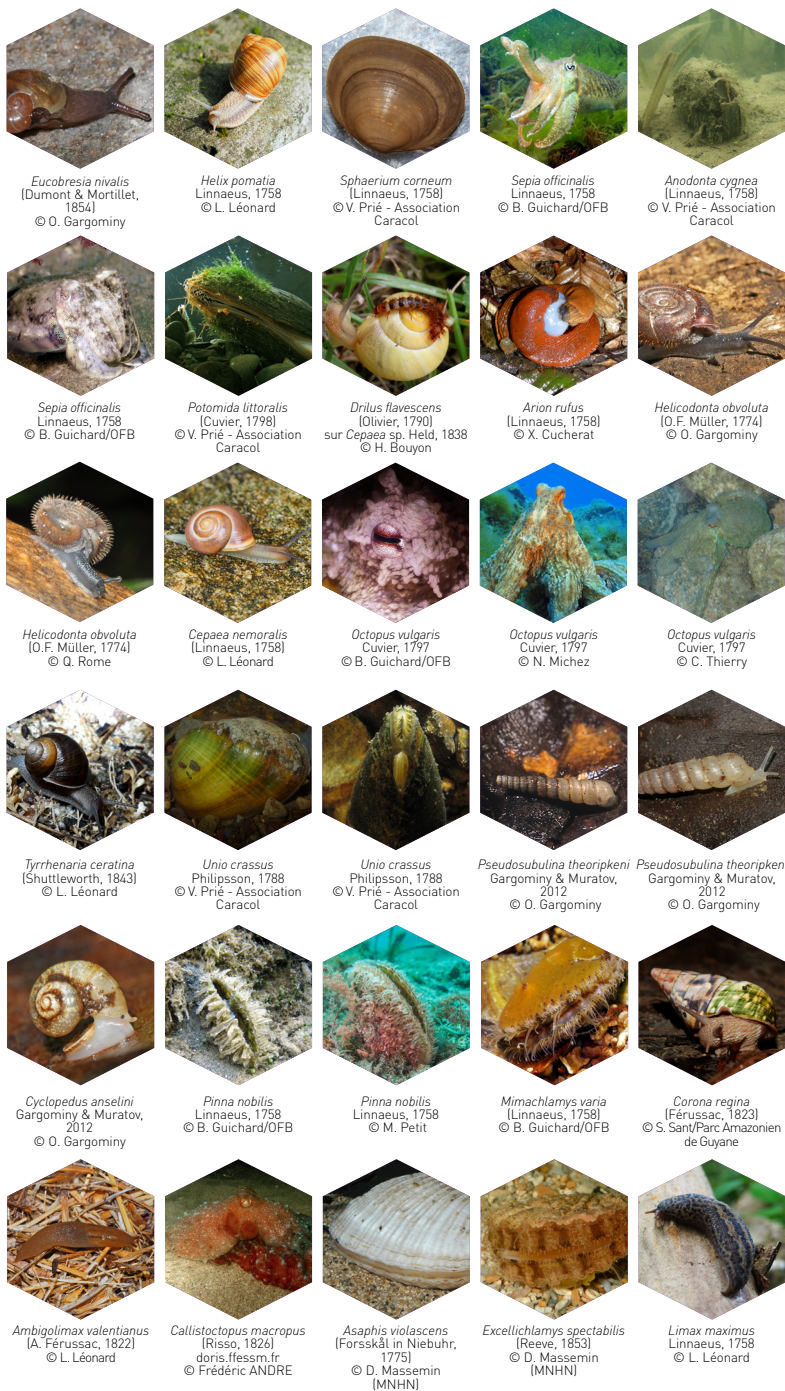 Eucobresia nivalis
(Dumont & Mortillet,
1854)
© O. Gargominy
Helix pomatia
Linnaeus, 1758
© L. Léonard
Sphaerium corneum
(Linnaeus, 1758)
© V. Prié - Association
Caracol
Sepia officinalis
Linnaeus, 1758
© B. Guichard/OFB
Anodonta cygnea
(Linnaeus, 1758)
© V. Prié - Association
Caracol
Sepia officinalis
Linnaeus, 1758
© B. Guichard/OFB
Potomida littoralis
(Cuvier, 1798)
© V. Prié - Association
Caracol
Drilus flavescens
(Olivier, 1790)
sur Cepaea sp. Held, 1838
© H. Bouyon
Arion rufus
(Linnaeus, 1758)
© X. Cucherat
Helicodonta obvoluta
(O.F. Müller, 1774)
© O. Gargominy
Helicodonta obvoluta
(O.F. Müller, 1774)
© Q. Rome
Cepaea nemoralis
(Linnaeus, 1758)
© L. Léonard
Octopus vulgaris
Cuvier, 1797
© B. Guichard/OFB
Octopus vulgaris
Cuvier, 1797
© N. Michez
Octopus vulgaris
Cuvier, 1797
© C. Thierry
Tyrrhenaria ceratina
(Shuttleworth, 1843)
© L. Léonard
Unio crassus
Philipsson, 1788
© V. Prié - Association
Caracol
Unio crassus
Philipsson, 1788
© V. Prié - Association
Caracol
Pseudosubulina theoripkeni
Gargominy & Muratov,
2012
© O. Gargominy
Pseudosubulina theoripken
Gargominy & Muratov,
2012
© O. Gargominy
Cyclopedus anselini
Gargominy & Muratov,
2012
© O. Gargominy
Pinna nobilis
Linnaeus, 1758
© B. Guichard/OFB
Pinna nobilis
Linnaeus, 1758
© M. Petit
Mimachlamys varia
(Linnaeus, 1758)
© B. Guichard/OFB
Corona regina
(Férussac, 1823)
© S. Sant/Parc Amazonien
de Guyane
Ambigolimax valentianus
(A. Férussac, 1822)
© L. Léonard
Callistoctopus macropus
(Risso, 1826)
doris.ffessm.fr
© Frédéric ANDRE
Asaphis violascens
(Forsskål in Niebuhr,
1775)
© D. Massemin
(MNHN)
Excellichlamys spectabilis
(Reeve, 1853)
© D. Massemin
(MNHN)
Limax maximus
Linnaeus, 1758
© L. Léonard